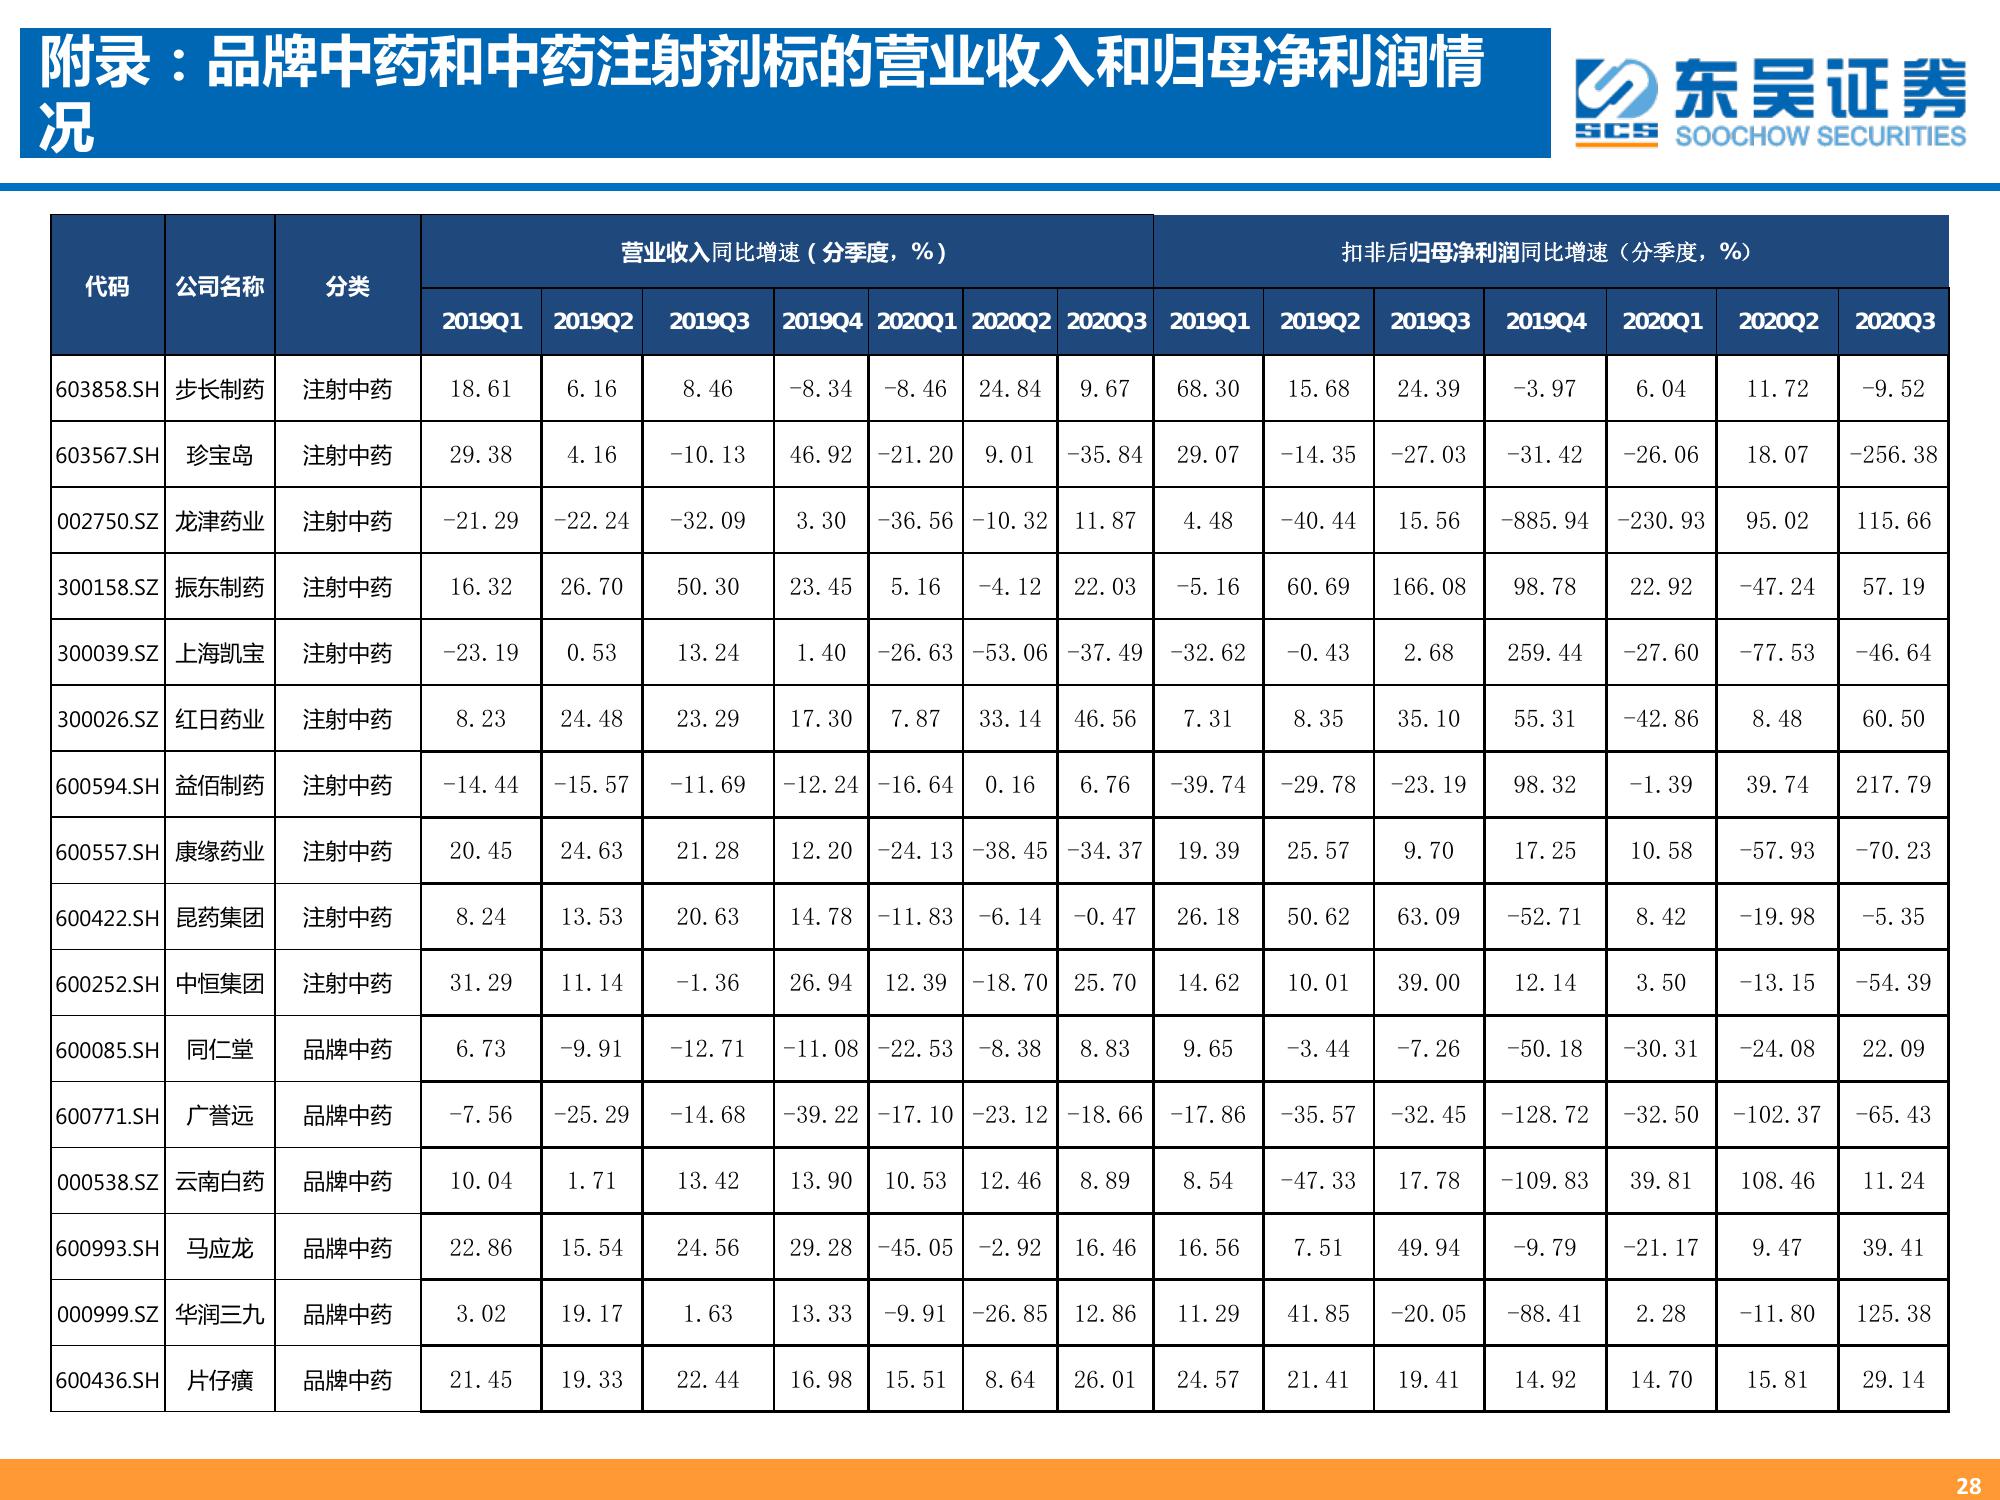 附录：品牌中药和中药注射剂标的营业收入和归母净利润情
况
SCS
东吴证券
SOOCHOW SECURITIES
代码 公司名称 分类 营业收入同比增速（分季度，%） 扣非后归母净利润同比增速（分季度，%）
2019Q1 2019Q2 2019Q3 2019Q4 2020Q1 2020Q2 2020Q3 2019Q1 2019Q2 2019Q3 2019Q4 2020Q1 2020Q2 2020Q3
603858.SH 步长制药 注射中药 18.61 6.16 8.46 -8.34 -8.46 24.84 9.67 68.30 15.68 24.39 -3.97 6.04 11.72 -9.52
603567.SH 珍宝岛 注射中药 29.38 4.16 -10.13 46.92 -21.20 9.01 -35.84 29.07 -14.35 -27.03 -31.42 -26.06 18.07 -256.38
002750.SZ 龙津药业 注射中药 -21.29 -22.24 -32.09 3.30 -36.56 -10.32 11.87 4.48 -40.44 15.56 -885.94 -230.93 95.02 115.66
300158.SZ 振东制药 注射中药 16.32 26.70 50.30 23.45 5.16 -4.12 22.03 -5.16 60.69 166.08 98.78 22.92 -47.24 57.19
300039.SZ 上海凯宝 注射中药 -23.19 0.53 13.24 1.40 -26.63 -53.06 -37.49 -32.62 -0.43 2.68 259.44 -27.60 -77.53 -46.64
300026.SZ 红日药业 注射中药 8.23 24.48 23.29 17.30 7.87 33.14 46.56 7.31 8.35 35.10 55.31 -42.86 8.48 60.50
600594.SH 益佰制药 注射中药 -14.44 -15.57 -11.69 -12.24 -16.64 0.16 6.76 -39.74 -29.78 -23.19 98.32 -1.39 39.74 217.79
600557.SH 康缘药业 注射中药 20.45 24.63 21.28 12.20 -24.13 -38.45 -34.37 19.39 25.57 9.70 17.25 10.58 -57.93 -70.23
600422.SH 昆药集团 注射中药 8.24 13.53 20.63 14.78 -11.83 -6.14 -0.47 26.18 50.62 63.09 -52.71 8.42 -19.98 -5.35
600252.SH 中恒集团 注射中药 31.29 11.14 -1.36 26.94 12.39 -18.70 25.70 14.62 10.01 39.00 12.14 3.50 -13.15 -54.39
600085.SH 同仁堂 品牌中药 6.73 -9.91 -12.71 -11.08 -22.53 -8.38 8.83 9.65 -3.44 -7.26 -50.18 -30.31 -24.08 22.09
600771.SH 广誉远 品牌中药 -7.56 -25.29 -14.68 -39.22 -17.10 -23.12 -18.66 -17.86 -35.57 -32.45 -128.72 -32.50 -102.37 -65.43
000538.SZ 云南白药 品牌中药 10.04 1.71 13.42 13.90 10.53 12.46 8.89 8.54 -47.33 17.78 -109.83 39.81 108.46 11.24
600993.SH 马应龙 品牌中药 22.86 15.54 24.56 29.28 -45.05 -2.92 16.46 16.56 7.51 49.94 -9.79 -21.17 9.47 39.41
000999.SZ 华润三九 品牌中药 3.02 19.17 1.63 13.33 -9.91 -26.85 12.86 11.29 41.85 -20.05 -88.41 2.28 -11.80 125.38
600436.SH 片仔癀 品牌中药 21.45 19.33 22.44 16.98 15.51 8.64 26.01 24.57 21.41 19.41 14.92 14.70 15.81 29.14
28